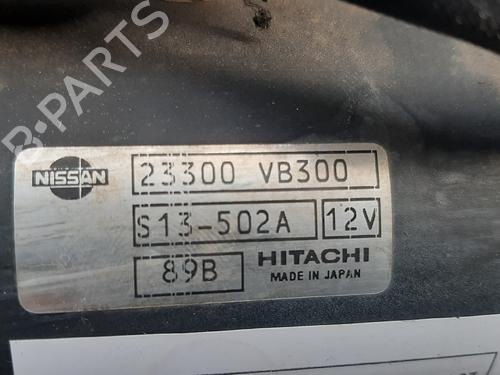 B-PARTS
NISSAN
23300 VB300
S13-502A 12V
89B HITACHI
MADE IN JAPAN